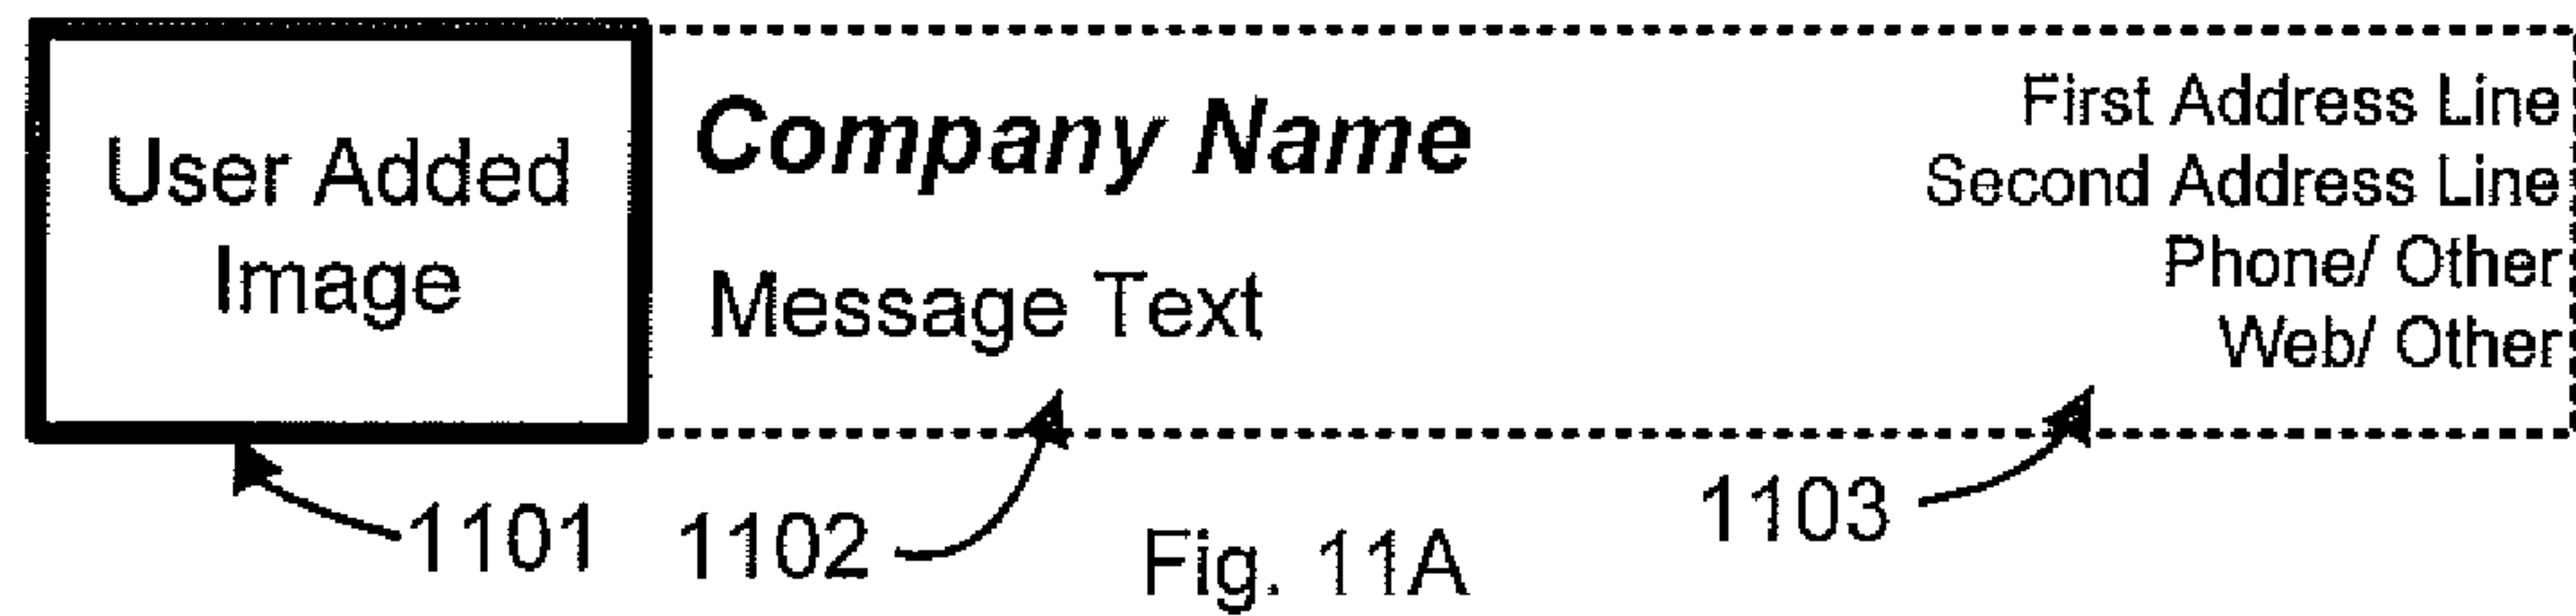 User Added
Image
Company Name
Message Text
First Address Line
Second Address Line
Phone/ Other
Web/ Other
1101
1102
1103
Fig. 11A